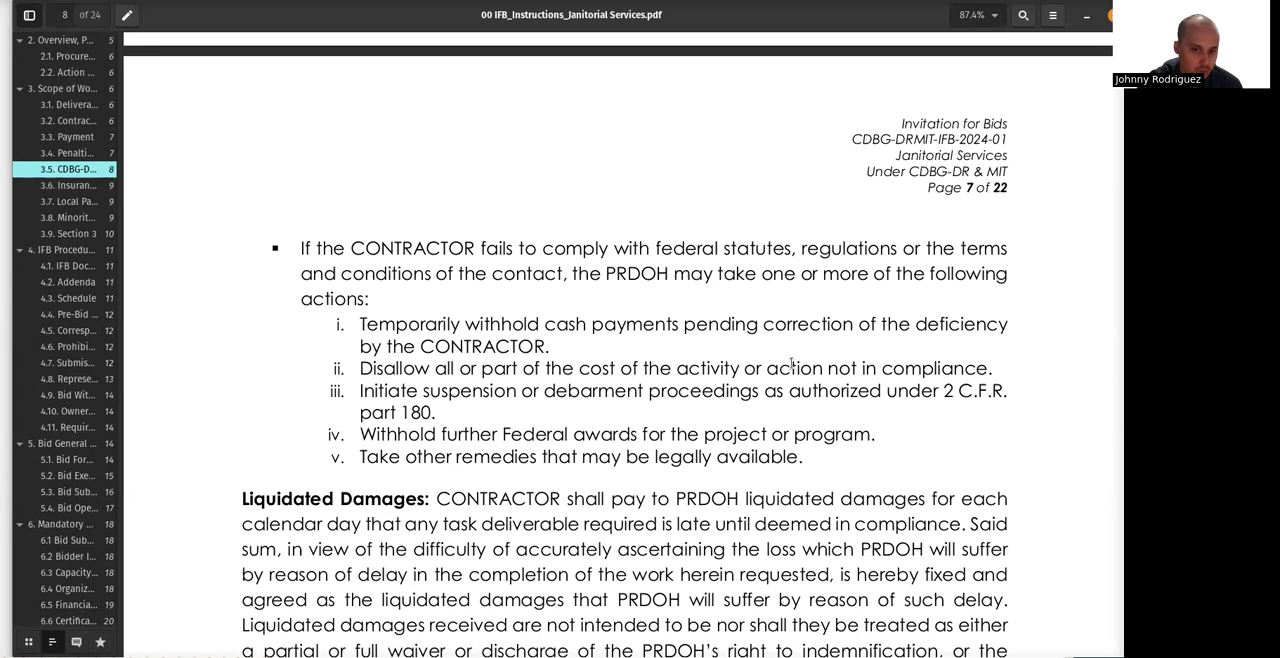 8 of 24
00 IFB_Instructions_Janitorial Services.pdf
87.4%
Johnny Rodriguez
2. Overview, P... 5
2.1. Procure... 6
2.2. Action ... 6
3. Scope of Wo... 6
3.1. Delivera... 6
3.2. Contrac... 6
3.3. Payment 7
3.4. Penalti... 7
3.5. CDBG-D... 8
3.6. Insuran... 9
3.7. Local Pa... 9
3.8. Minorit... 9
3.9. Section 3 10
4. IFB Procedu... 11
4.1. IFB Doc... 11
4.2. Addenda 11
4.3. Schedule 11
4.4. Pre-Bid ... 12
4.5. Corresp... 12
4.6. Prohibi... 12
4.7. Submis... 12
4.8. Represe... 13
4.9. Bid Wit... 14
4.10. Owner... 14
4.11. Requir... 14
5. Bid General ... 14
5.1. Bid For... 14
5.2. Bid Exe... 15
5.3. Bid Sub... 16
5.4. Bid Ope... 17
6. Mandatory ... 18
6.1 Bid Sub... 18
6.2 Bidder I... 18
6.3 Capacity... 18
6.4 Organiz... 18
6.5 Financia... 19
6.6 Certifica... 20
Invitation for Bids
CDBG-DRMIT-IFB-2024-01
Janitorial Services
Under CDBG-DR & MIT
Page 7 of 22
▪ If the CONTRACTOR fails to comply with federal statutes, regulations or the terms
and conditions of the contact, the PRDOH may take one or more of the following
actions:
i. Temporarily withhold cash payments pending correction of the deficiency
by the CONTRACTOR.
ii. Disallow all or part of the cost of the activity or action not in compliance.
iii. Initiate suspension or debarment proceedings as authorized under 2 C.F.R.
part 180.
iv. Withhold further Federal awards for the project or program.
v. Take other remedies that may be legally available.
Liquidated Damages: CONTRACTOR shall pay to PRDOH liquidated damages for each
calendar day that any task deliverable required is late until deemed in compliance. Said
sum, in view of the difficulty of accurately ascertaining the loss which PRDOH will suffer
by reason of delay in the completion of the work herein requested, is hereby fixed and
agreed as the liquidated damages that PRDOH will suffer by reason of such delay.
Liquidated damages received are not intended to be nor shall they be treated as either
a partial or full waiver or discharge of the PRDOH's right to indemnification, or the